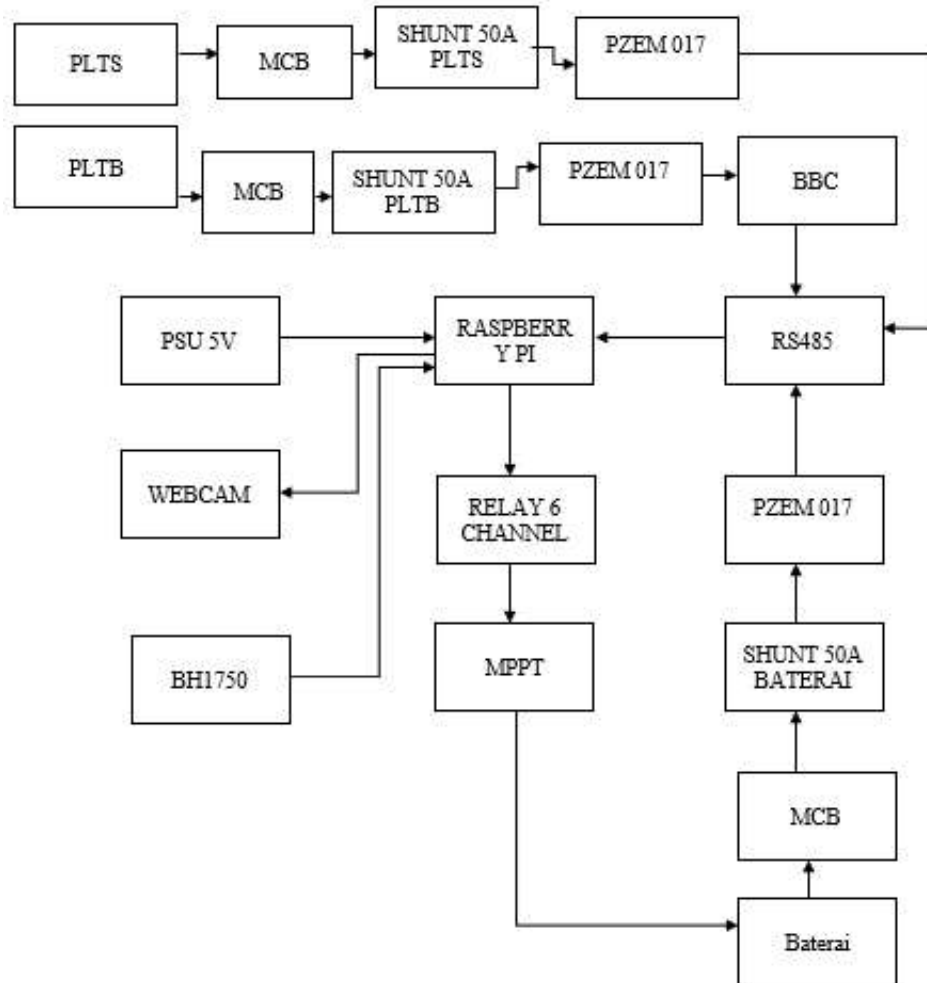 PLTS
MCB
SHUNT 50A
PLTS
PZEM 017
PLTB
MCB
SHUNT 50A
PLTB
PZEM 017
BBC
PSU 5V
RASPBERR
Y PI
RS485
WEBCAM
RELAY 6
CHANNEL
PZEM 017
BH1750
MPPT
SHUNT 50A
BATERAI
MCB
Baterai